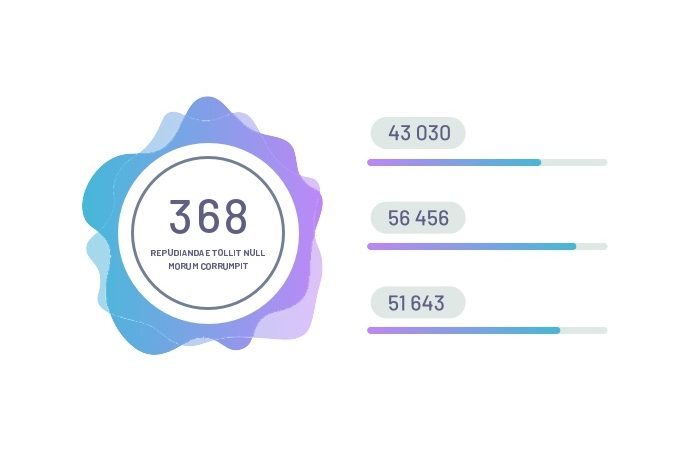 368
REPUDIANDAE TOLLIT NULL
MORUM CORRUMPIT
43 030
56 456
51 643